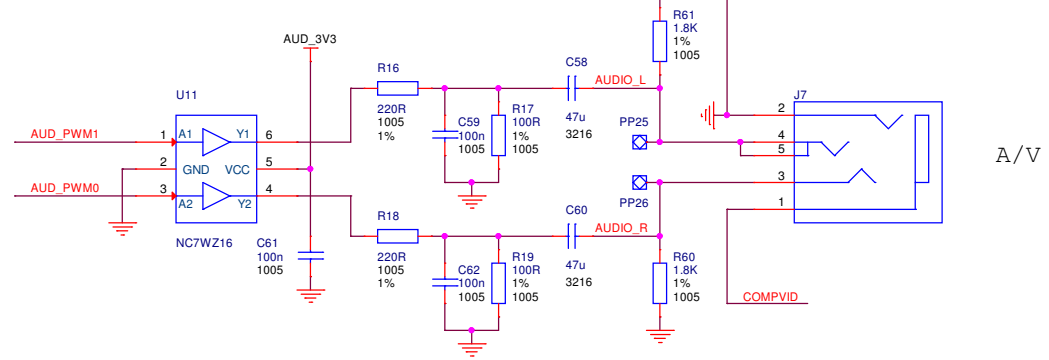 R61
1.8K
1%
1005
AUD_3V3
R16
220R
1005
1%
C58
47u
3216
AUDIO_L
J7
U11
AUD_PWM1
1
A1
Y1
6
2
GND
VCC
5
AUD_PWM0
3
A2
Y2
4
NC7WZ16
C59
100n
1005
R17
100R
1%
1005
PP25
PP26
2
4
5
3
1
A/V
C61
100n
1005
R18
220R
1005
1%
C62
100n
1005
R19
100R
1%
1005
C60
47u
3216
AUDIO_R
R60
1.8K
1%
1005
COMPVID